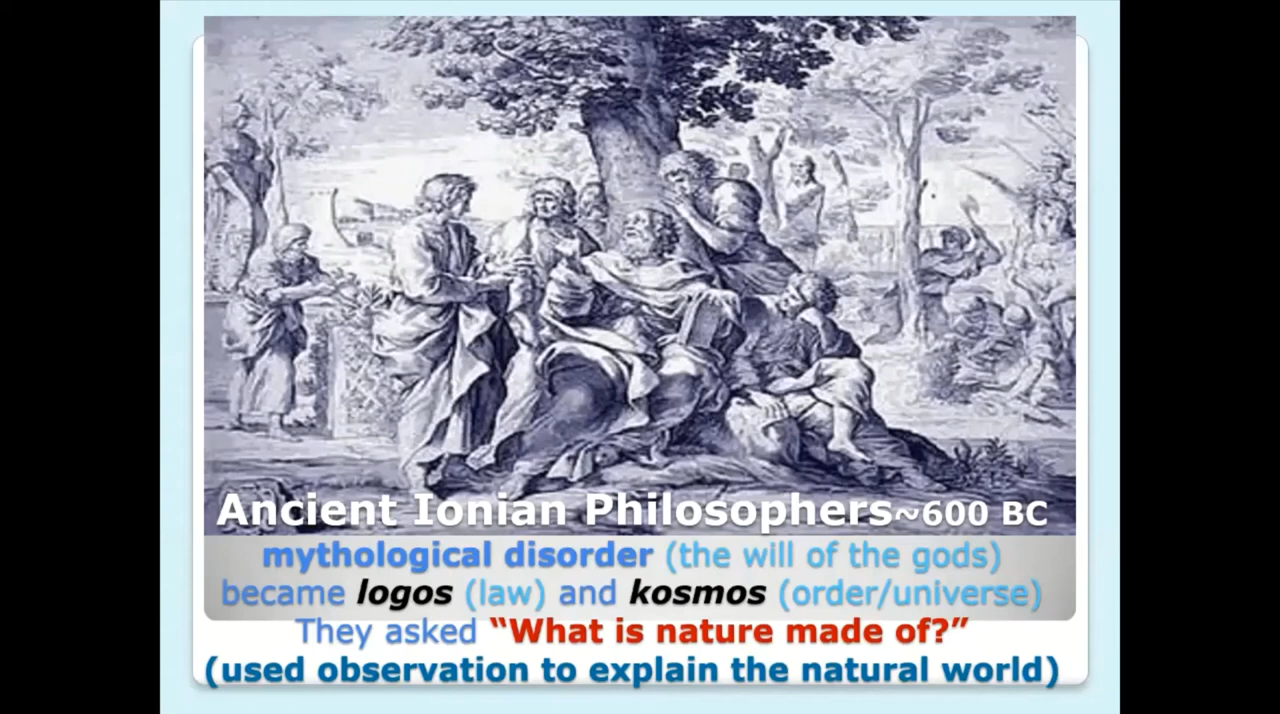 Ancient Ionian Philosophers~600 BC
mythological disorder (the will of the gods)
became logos (law) and kosmos (order/universe)
They asked “What is nature made of?”
(used observation to explain the natural world)